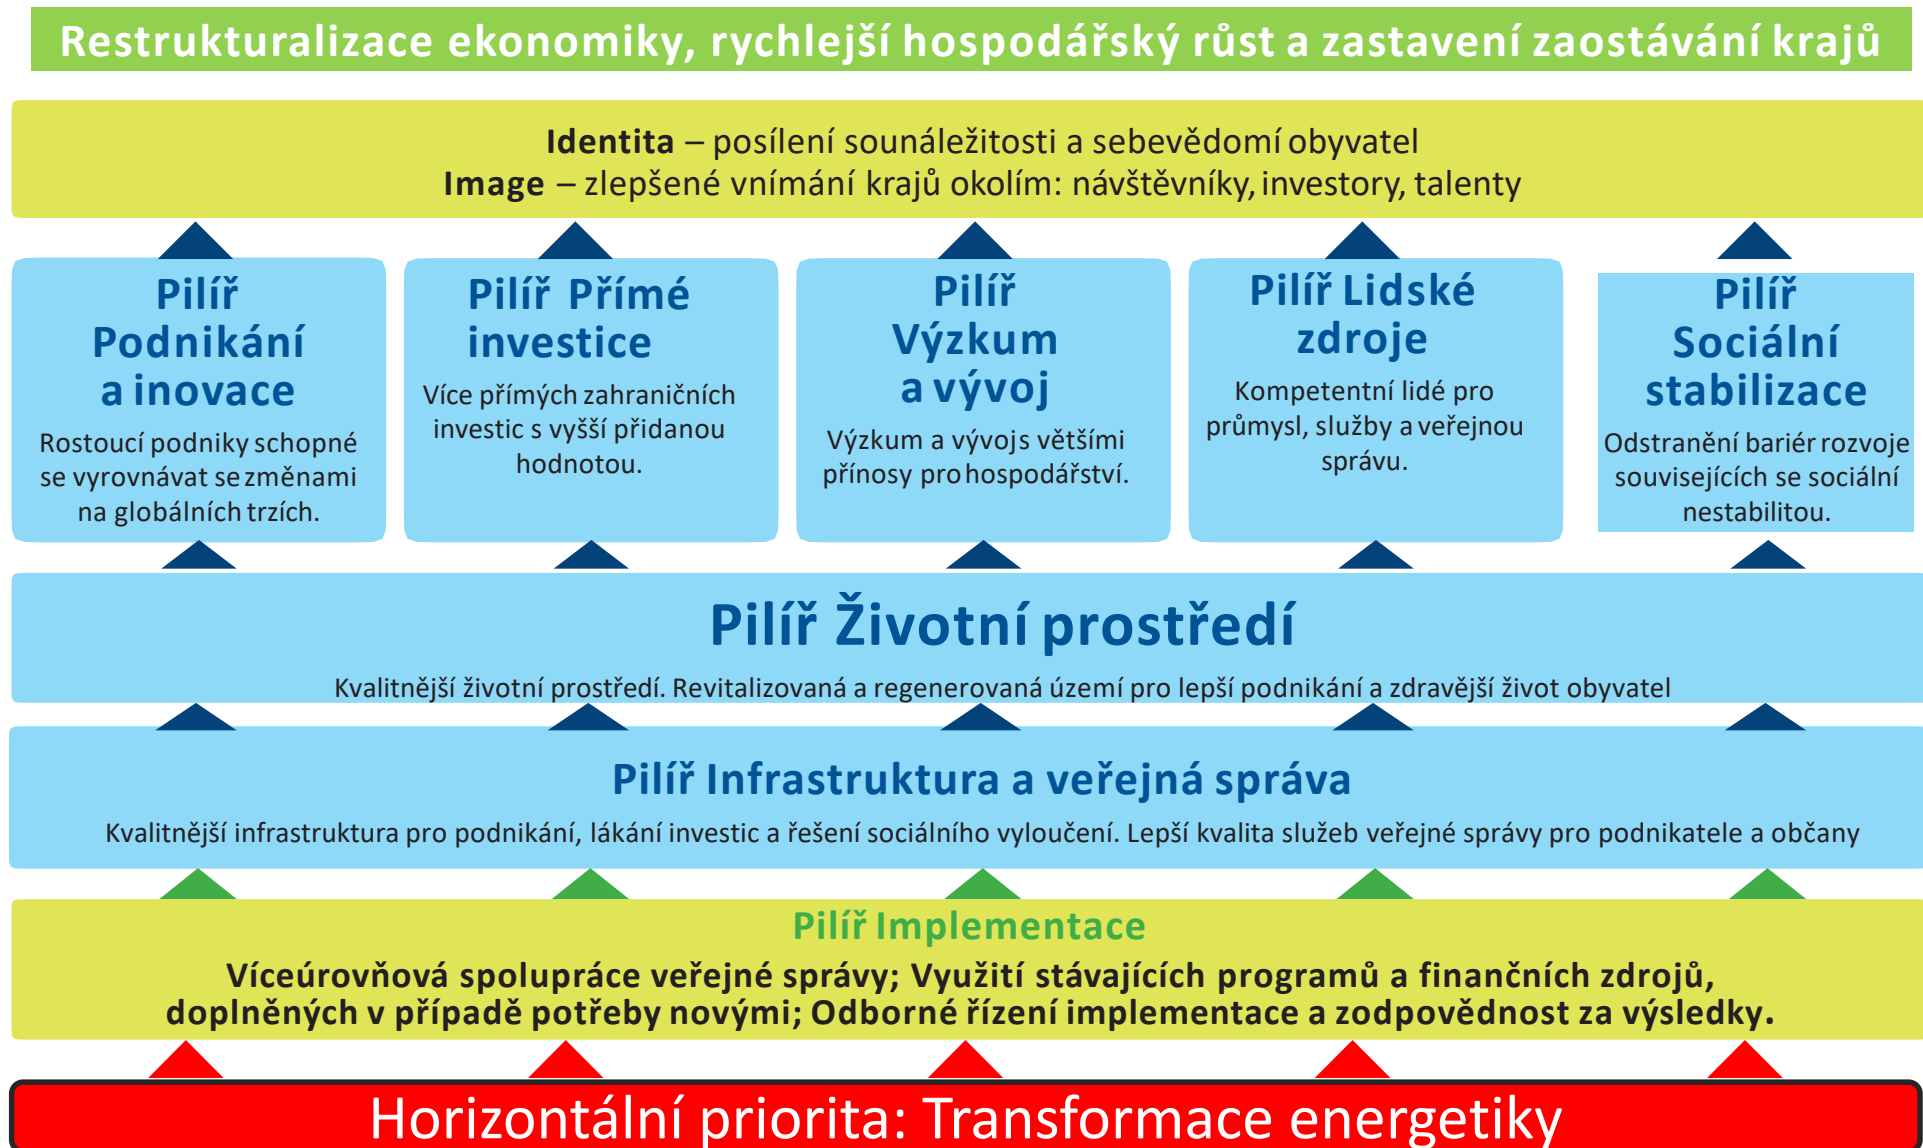 Restrukturalizace ekonomiky, rychlejší hospodářský růst a zastavení zaostávání krajů
Identita – posílení sounáležitosti a sebevědomí obyvatel
Image – zlepšené vnímání krajů okolím: návštěvníky, investory, talenty
Pilíř
Podnikání
a inovace
Rostoucí podniky schopné
se vyrovnávat se změnami
na globálních trzích.
Pilíř Přímé
investice
Více přímých zahraničních
investic s vyšší přidanou
hodnotou.
Pilíř
Výzkum
a vývoj
Výzkum a vývoj s většími
přínosy pro hospodářství.
Pilíř Lidské
zdroje
Kompetentní lidé pro
průmysl, služby a veřejnou
správu.
Pilíř
Sociální
stabilizace
Odstranění bariér rozvoje
souvisejících se sociální
nestabilitou.
Pilíř Životní prostředí
Kvalitnější životní prostředí. Revitalizovaná a regenerovaná území pro lepší podnikání a zdravější život obyvatel
Pilíř Infrastruktura a veřejná správa
Kvalitnější infrastruktura pro podnikání, lákání investic a řešení sociálního vyloučení. Lepší kvalita služeb veřejné správy pro podnikatele a občany
Pilíř Implementace
Víceúrovňová spolupráce veřejné správy; Využití stávajících programů a finančních zdrojů,
doplněných v případě potřeby novými; Odborné řízení implementace a zodpovědnost za výsledky.
Horizontální priorita: Transformace energetiky